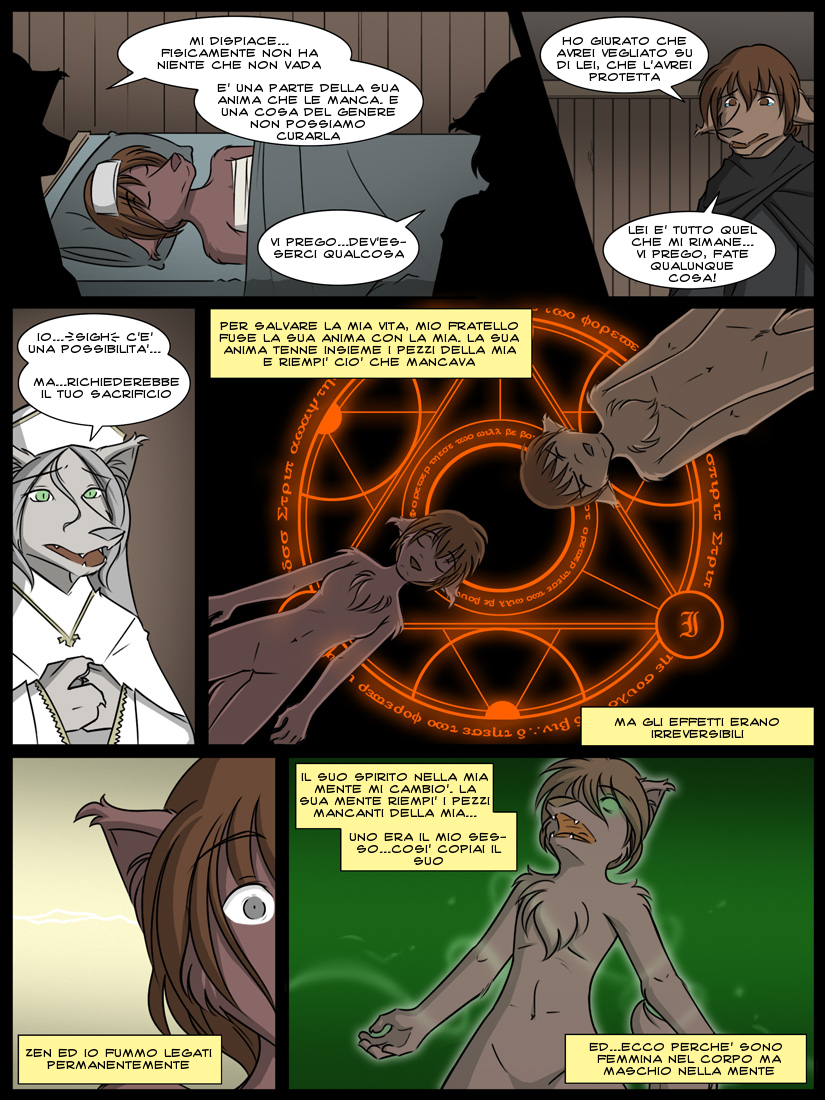 MI DISPIACE...
FISICAMENTE NON HA
NIENTE CHE NON VADA
E' UNA PARTE DELLA SUA
ANIMA CHE LE MANCA. E
UNA COSA DEL GENERE
NON POSSIAMO
CURARLA
VI PREGO...DEV'ES-
SERCI QUALCOSA
HO GIURATO CHE
AVREI VEGLIATO SU
DI LEI, CHE L'AVREI
PROTETTA
LEI E' TUTTO QUEL
CHE MI RIMANE...
VI PREGO, FATE
QUALUNQUE
COSA!
IO... SIGH C'E'
UNA POSSIBILITA'...
MA...RICHIEDEREBBE
IL TUO SACRIFICIO
PER SALVARE LA MIA VITA, MIO FRATELLO
FUSE LA SUA ANIMA CON LA MIA. LA SUA
ANIMA TENNE INSIEME I PEZZI DELLA MIA
E RIEMPI' CIO' CHE MANCAVA
MA GLI EFFETTI ERANO
IRREVERSIBILI
ZEN ED IO FUMMO LEGATI
PERMANENTEMENTE
IL SUO SPIRITO NELLA MIA
MENTE MI CAMBIO'. LA
SUA MENTE RIEMPI' I PEZZI
MANCANTI DELLA MIA...
UNO ERA IL MIO SES-
SO...COSI' COPIAI IL
SUO
ED...ECCO PERCHE' SONO
FEMMINA NEL CORPO MA
MASCHIO NELLA MENTE